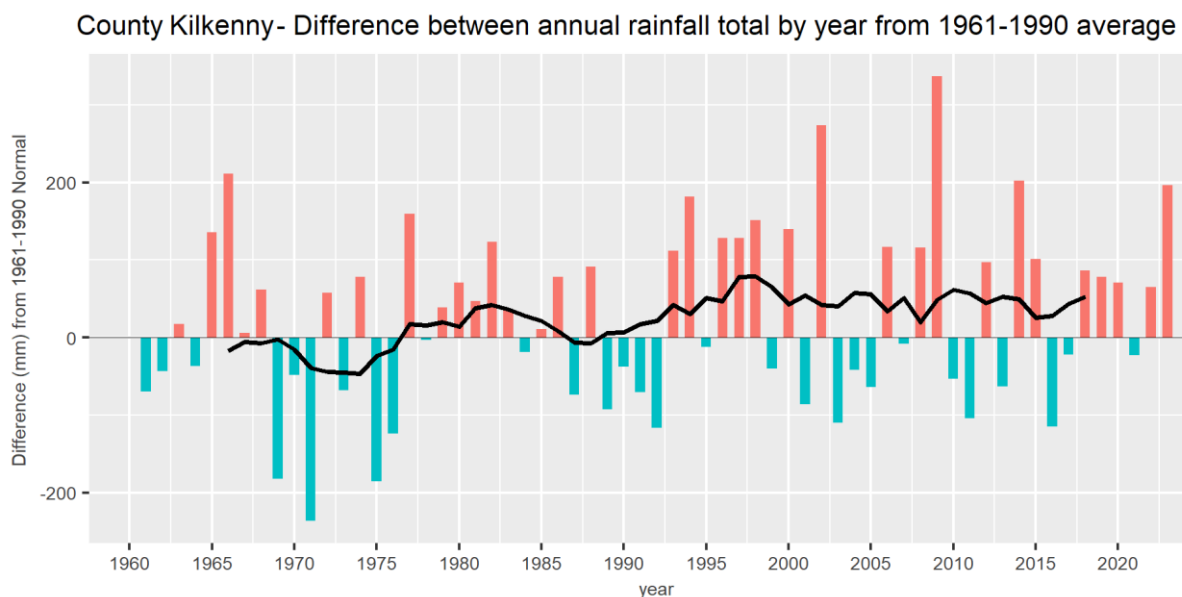 County Kilkenny- Difference between annual rainfall total by year from 1961-1990 average
Difference (mm) from 1961-1990 Normal
200
0
-200
1960 1965 1970 1975 1980 1985 1990 1995 2000 2005 2010 2015 2020
year